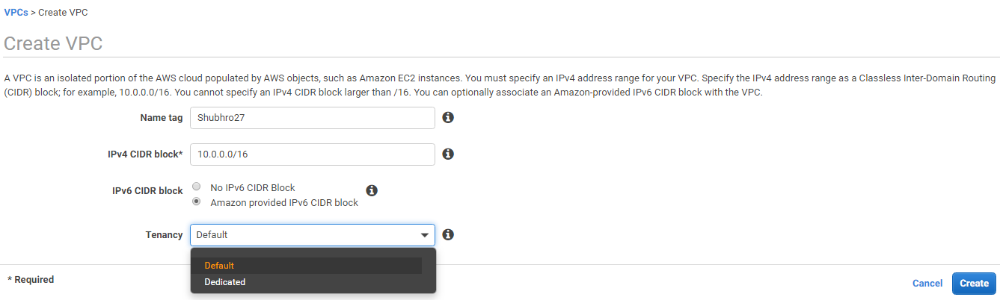 VPCs > Create VPC
Create VPC
A VPC is an isolated portion of the AWS cloud populated by AWS objects, such as Amazon EC2 instances. You must specify an IPv4 address range for your VPC. Specify the IPv4 address range as a Classless Inter-Domain Routing
(CIDR) block; for example, 10.0.0.0/16. You cannot specify an IPv4 CIDR block larger than /16. You can optionally associate an Amazon-provided IPv6 CIDR block with the VPC.
Name tag Shubhro27
IPv4 CIDR block* 10.0.0.0/16
IPv6 CIDR block No IPv6 CIDR Block
Amazon provided IPv6 CIDR block
Tenancy Default
Default
Dedicated
* Required Cancel Create